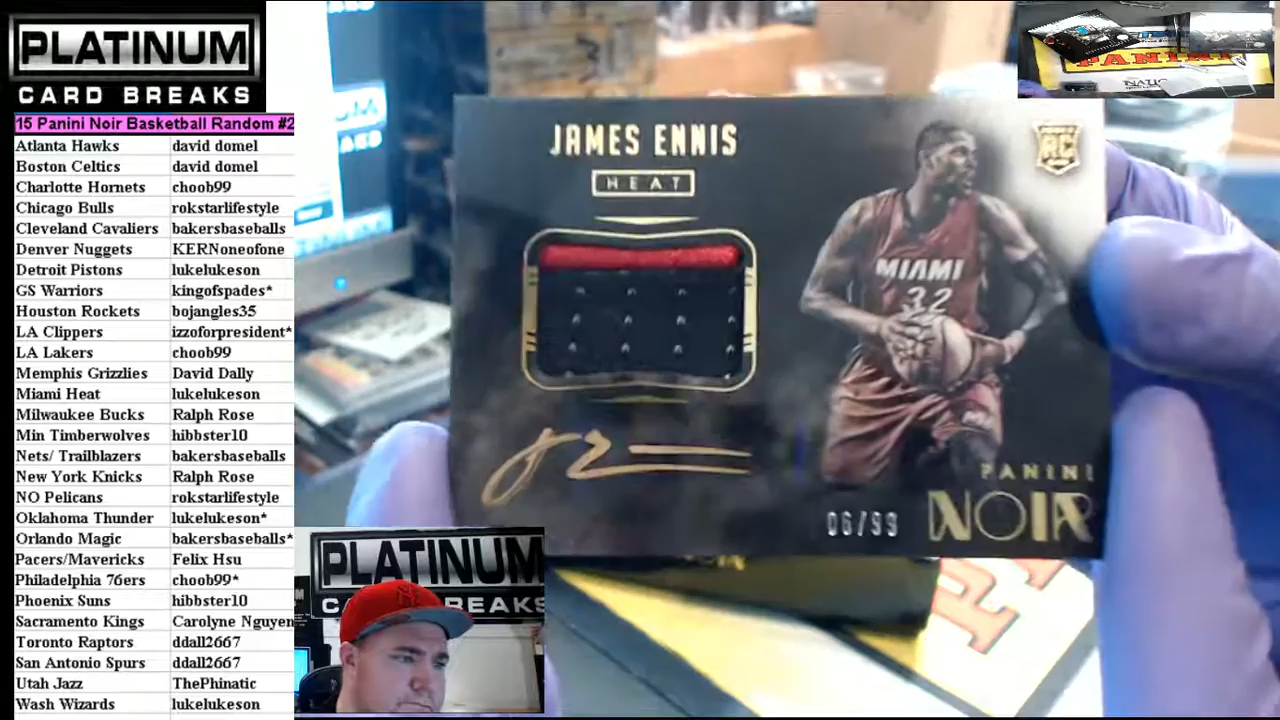 PLATINUM
CARD BREAKS
15 Panini Noir Basketball Random #2
Atlanta Hawks david domel
Boston Celtics david domel
Charlotte Hornets choob99
Chicago Bulls rokstarlifestyle
Cleveland Cavaliers bakersbaseballs
Denver Nuggets KERNoneofone
Detroit Pistons lukelukeson
GS Warriors kingofspades*
Houston Rockets bojangles35
LA Clippers izzoforpresident*
LA Lakers choob99
Memphis Grizzlies David Dally
Miami Heat lukelukeson
Milwaukee Bucks Ralph Rose
Min Timberwolves hibbster10
Nets/ Trailblazers bakersbaseballs
New York Knicks Ralph Rose
NO Pelicans rokstarlifestyle
Oklahoma Thunder lukelukeson*
Orlando Magic bakersbaseballs*
Pacers/Mavericks Felix Hsu
Philadelphia 76ers choob99*
Phoenix Suns hibbster10
Sacramento Kings Carolyne Nguyen
Toronto Raptors ddall2667
San Antonio Spurs ddall2667
Utah Jazz ThePhinatic
Wash Wizards lukelukeson
JAMES ENNIS
HEAT
RC
MIAMI
32
PANINI
NOIR
06/99
PANINI
PLATINUM
CARD BREAKS